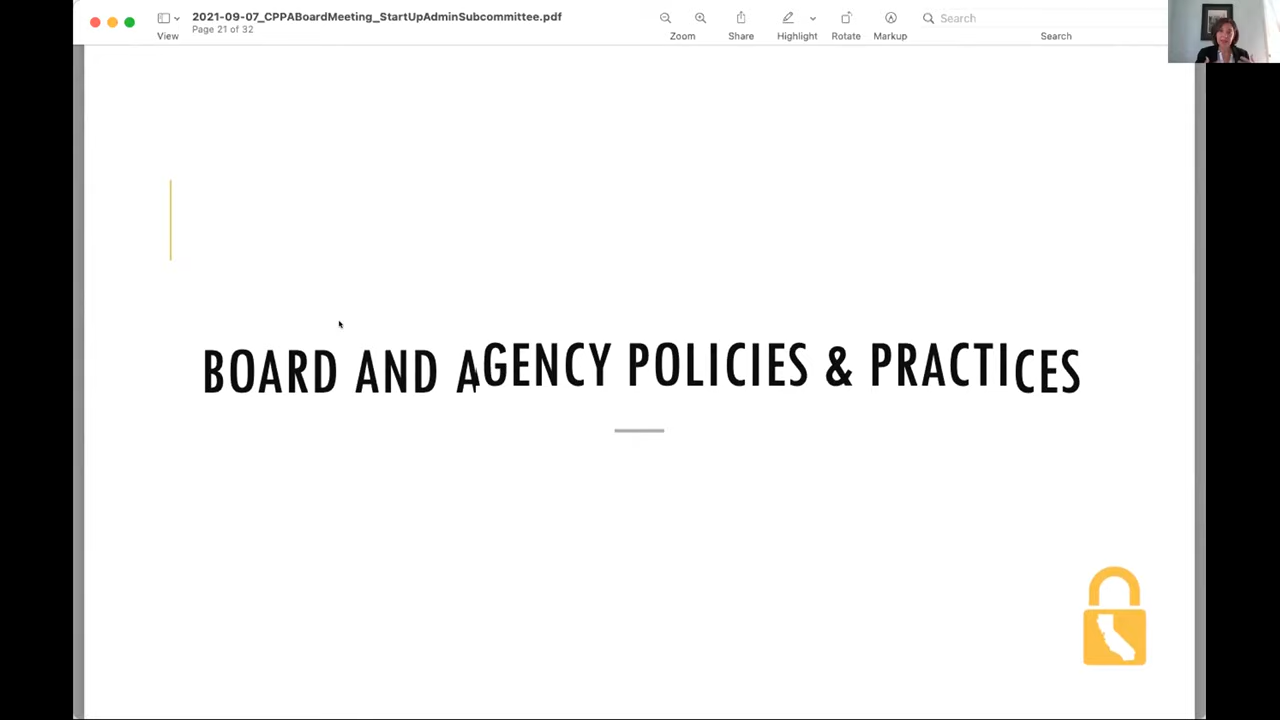 2021-09-07_CPPABoardMeeting_StartUpAdminSubcommittee.pdf
Page 21 of 32
View
Zoom
Share
Highlight
Rotate
Markup
Search
Search
BOARD AND AGENCY POLICIES & PRACTICES